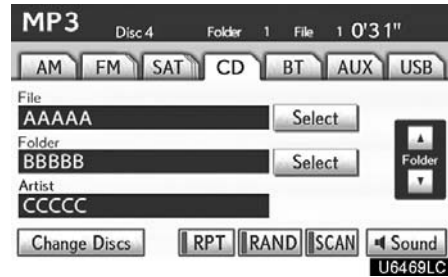 MP3 Disc 4 Folder 1 File 1 0'31"
AM FM SAT CD BT AUX USB
File
AAAAA Select
Folder
BBBBB Select
Folder
Artist
CCCCC
Change Discs RPT RAND SCAN Sound
U6469LC